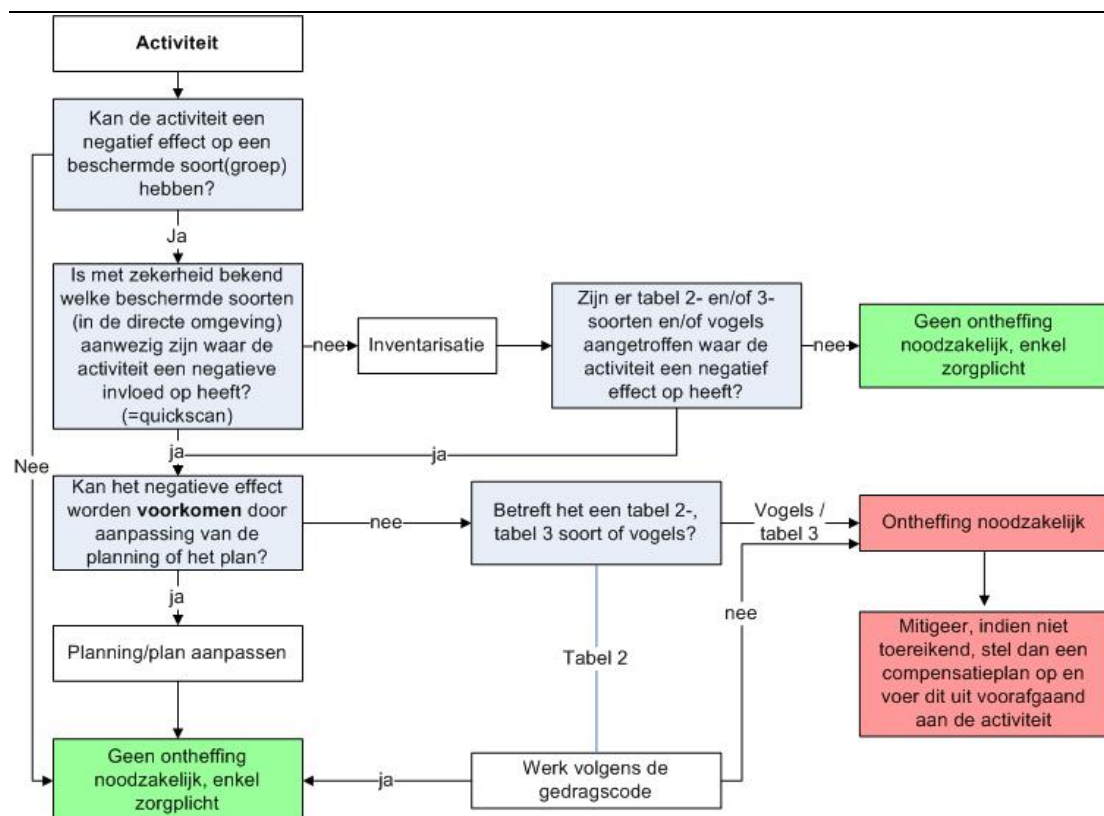 Activiteit
Kan de activiteit een
negatief effect op een
beschermde soort(groep)
hebben?
Ja
Is met zekerheid bekend
welke beschermde soorten
(in de directe omgeving)
aanwezig zijn waar de
activiteit een negatieve
invloed op heeft?
(=quickscan)
nee
Inventarisatie
Zijn er tabel 2- en/of 3-
soorten en/of vogels
aangetroffen waar de
activiteit een negatief
effect op heeft?
nee
Geen ontheffing
noodzakelijk, enkel
zorgplicht
ja
ja
Nee
Kan het negatieve effect
worden voorkomen door
aanpassing van de
planning of het plan?
nee
Betreft het een tabel 2-,
tabel 3 soort of vogels?
Vogels /
tabel 3
Ontheffing noodzakelijk
ja
nee
Planning/plan aanpassen
Tabel 2
Mitigeer, indien niet
toereikend, stel dan een
compensatieplan op en
voer dit uit voorafgaand
aan de activiteit
Geen ontheffing
noodzakelijk, enkel
zorgplicht
ja
Werk volgens de
gedragscode